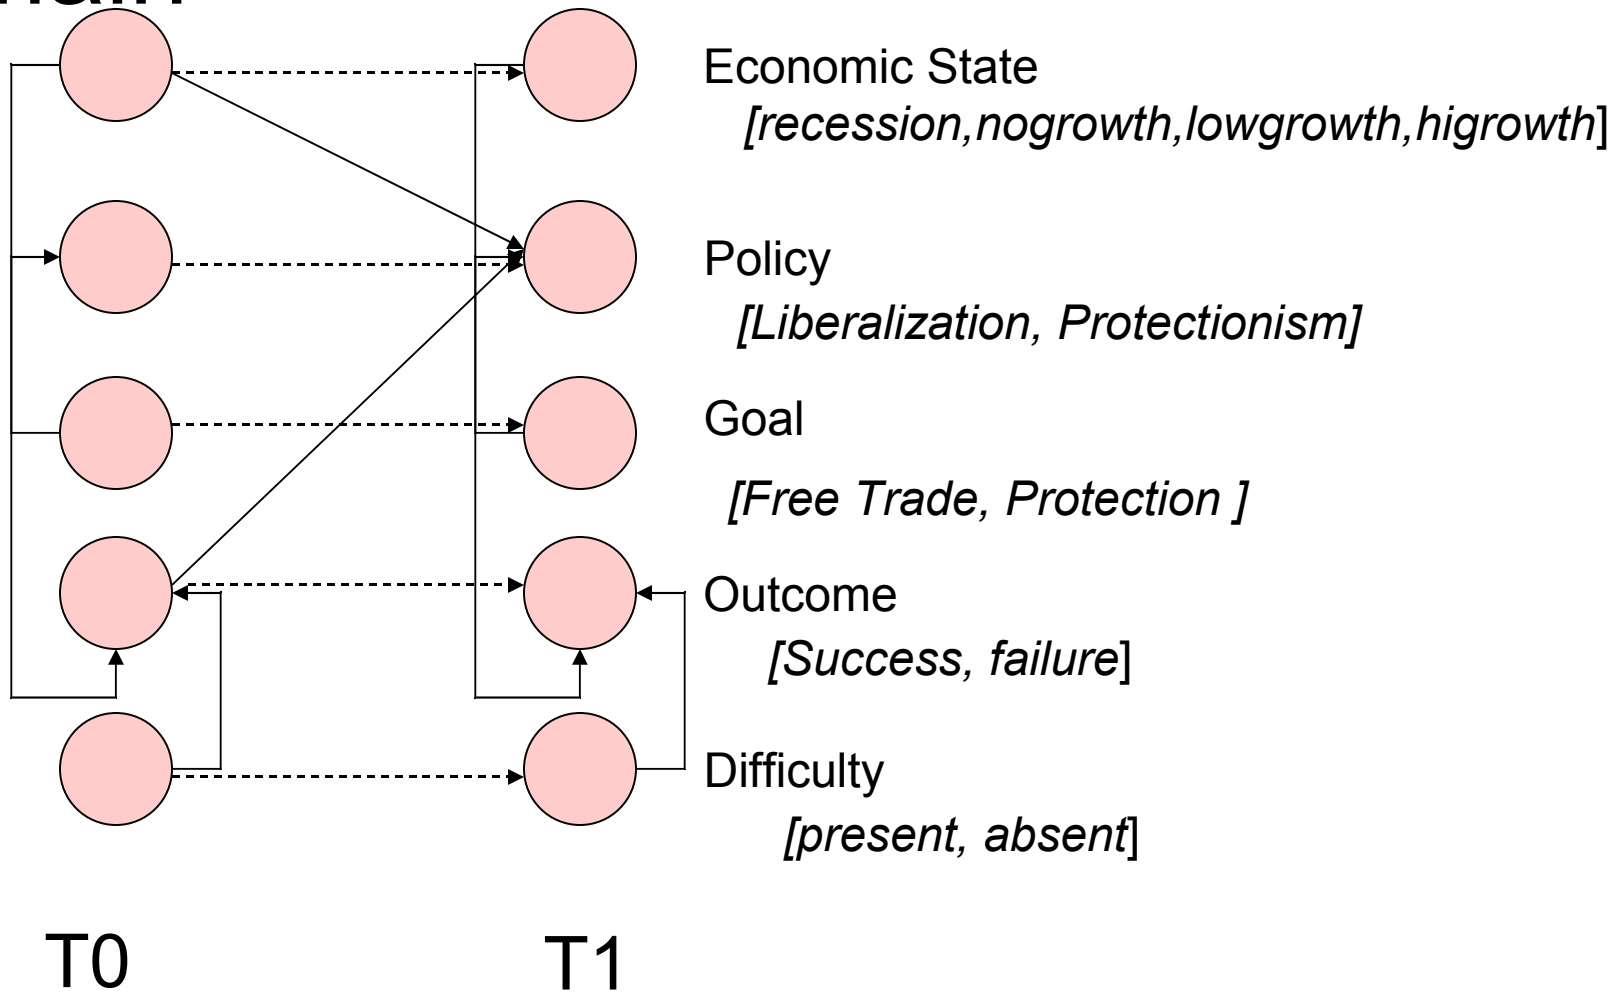 Economic State
[recession,nogrowth,lowgrowth,higrowth]
Policy
[Liberalization, Protectionism]
Goal
[Free Trade, Protection ]
Outcome
[Success, failure]
Difficulty
[present, absent]
T0
T1